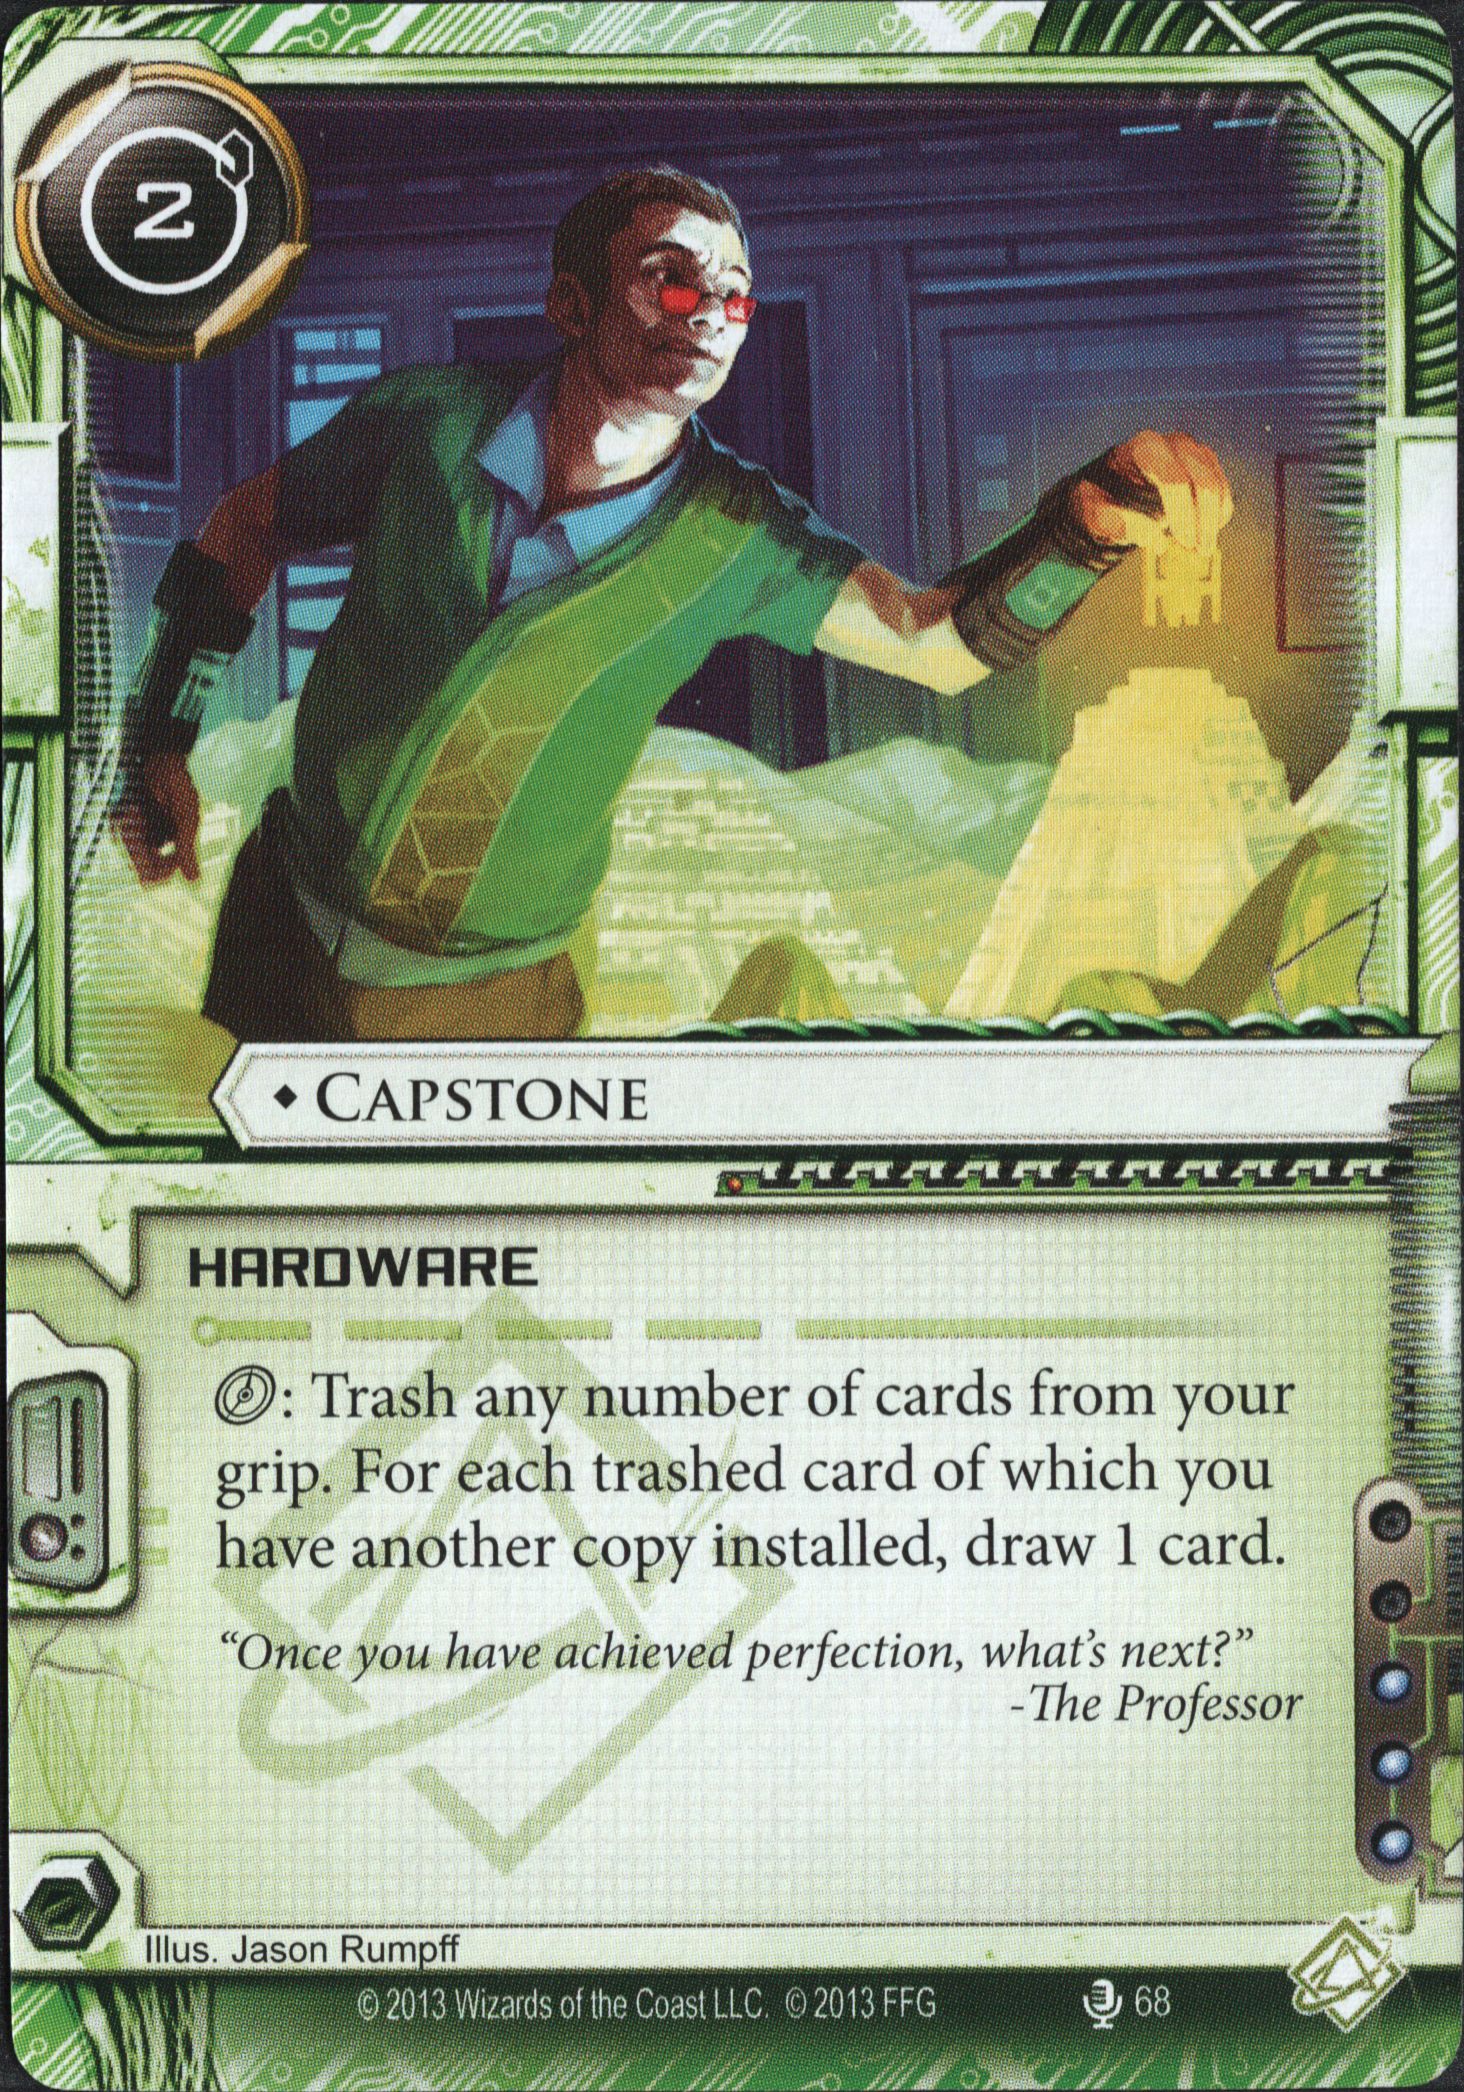 2
◆ CAPSTONE
HARDWARE
: Trash any number of cards from your
grip. For each trashed card of which you
have another copy installed, draw 1 card.
“Once you have achieved perfection, what’s next?”
-The Professor
Illus. Jason Rumpff
© 2013 Wizards of the Coast LLC. © 2013 FFG
68